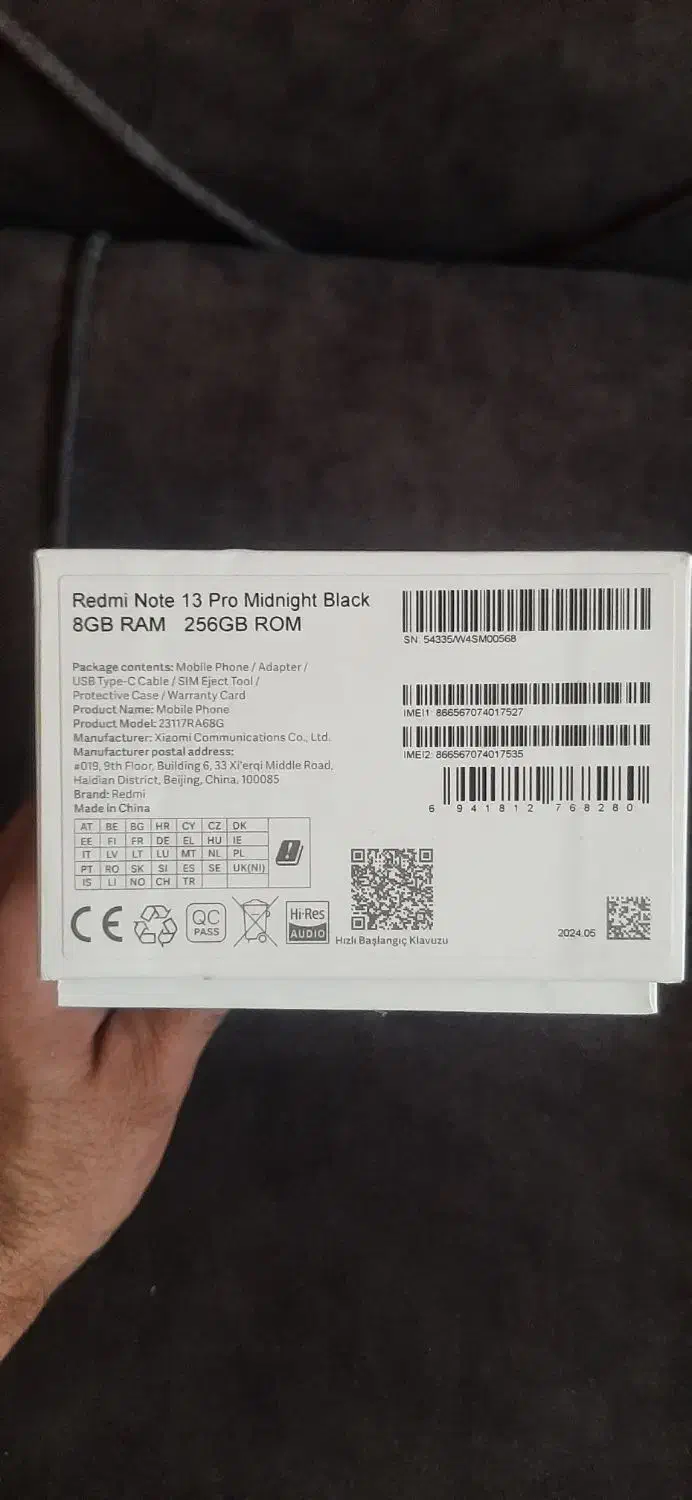 Redmi Note 13 Pro Midnight Black
8GB RAM 256GB ROM
Package contents: Mobile Phone / Adapter /
USB Type-C Cable / SIM Eject Tool /
Protective Case / Warranty Card
Product Name: Mobile Phone
Product Model: 23117RA68G
Manufacturer: Xiaomi Communications Co., Ltd.
Manufacturer postal address:
#019, 9th Floor, Building 6, 33 Xi'erqi Middle Road,
Haidian District, Beijing, China, 100085
Brand: Redmi
Made in China
AT BE BG HR CY CZ DK
EE FI FR DE EL HU IE
IT LV LT LU MT NL PL
PT RO SK SI ES SE UK(NI)
IS LI NO CH TR
CE
QC
PASS
Hi-Res
AUDIO
SN: 54335/W4SM00568
IMEI1: 866567074017527
IMEI2: 866567074017535
6 941812 768280
Hızlı Başlangıç Klavuzu
2024.05